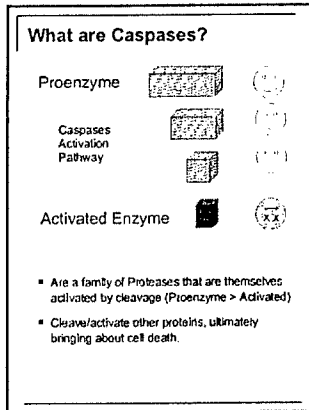 What are Caspases?
Proenzyme
Caspases
Activation
Pathway
Activated Enzyme
▪ Are a family of Proteases that are themselves
activated by cleavage (Proenzyme > Activated)
▪ Cleave/activate other proteins, ultimately
bringing about cell death.